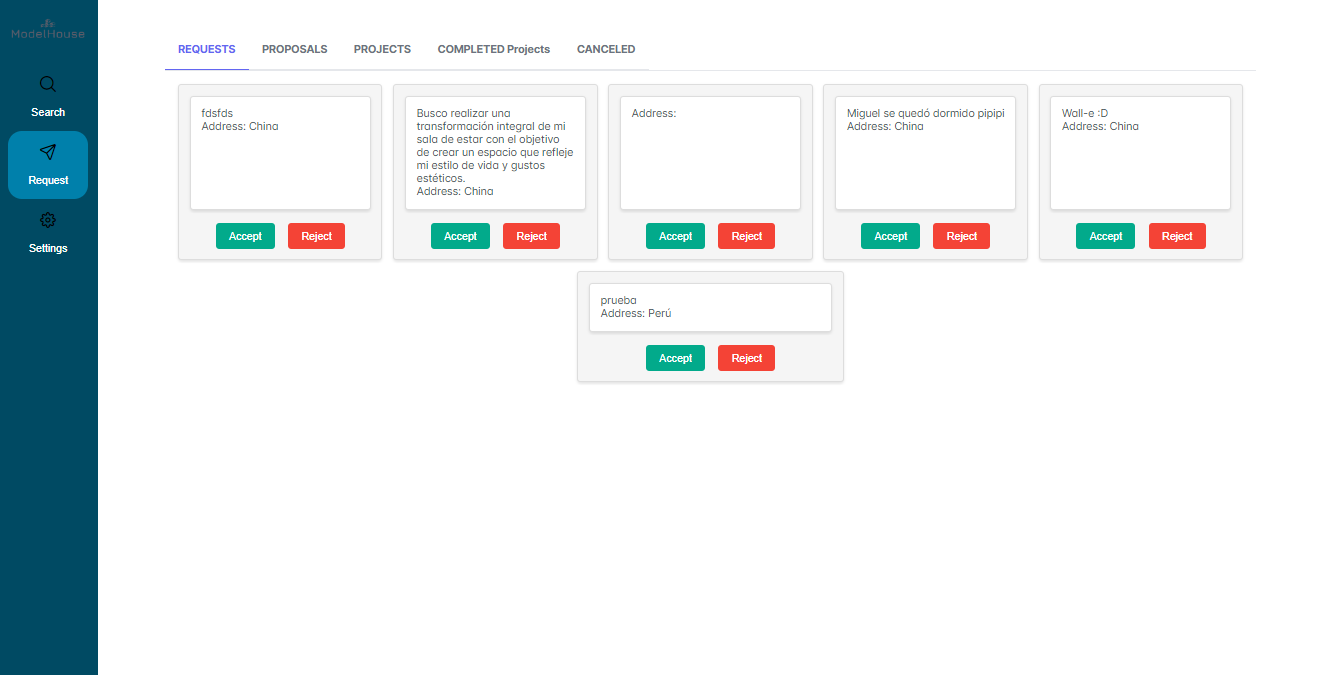 ModelHouse
Search
Request
Settings
REQUESTS
PROPOSALS
PROJECTS
COMPLETED Projects
CANCELED
fdsfds
Address: China
Accept
Reject
Busco realizar una
transformación integral de mi
sala de estar con el objetivo
de crear un espacio que refleje
mi estilo de vida y gustos
estéticos.
Address: China
Accept
Reject
Address:
Accept
Reject
Miguel se quedó dormido pipipi
Address: China
Accept
Reject
Wall-e :D
Address: China
Accept
Reject
prueba
Address: Perú
Accept
Reject